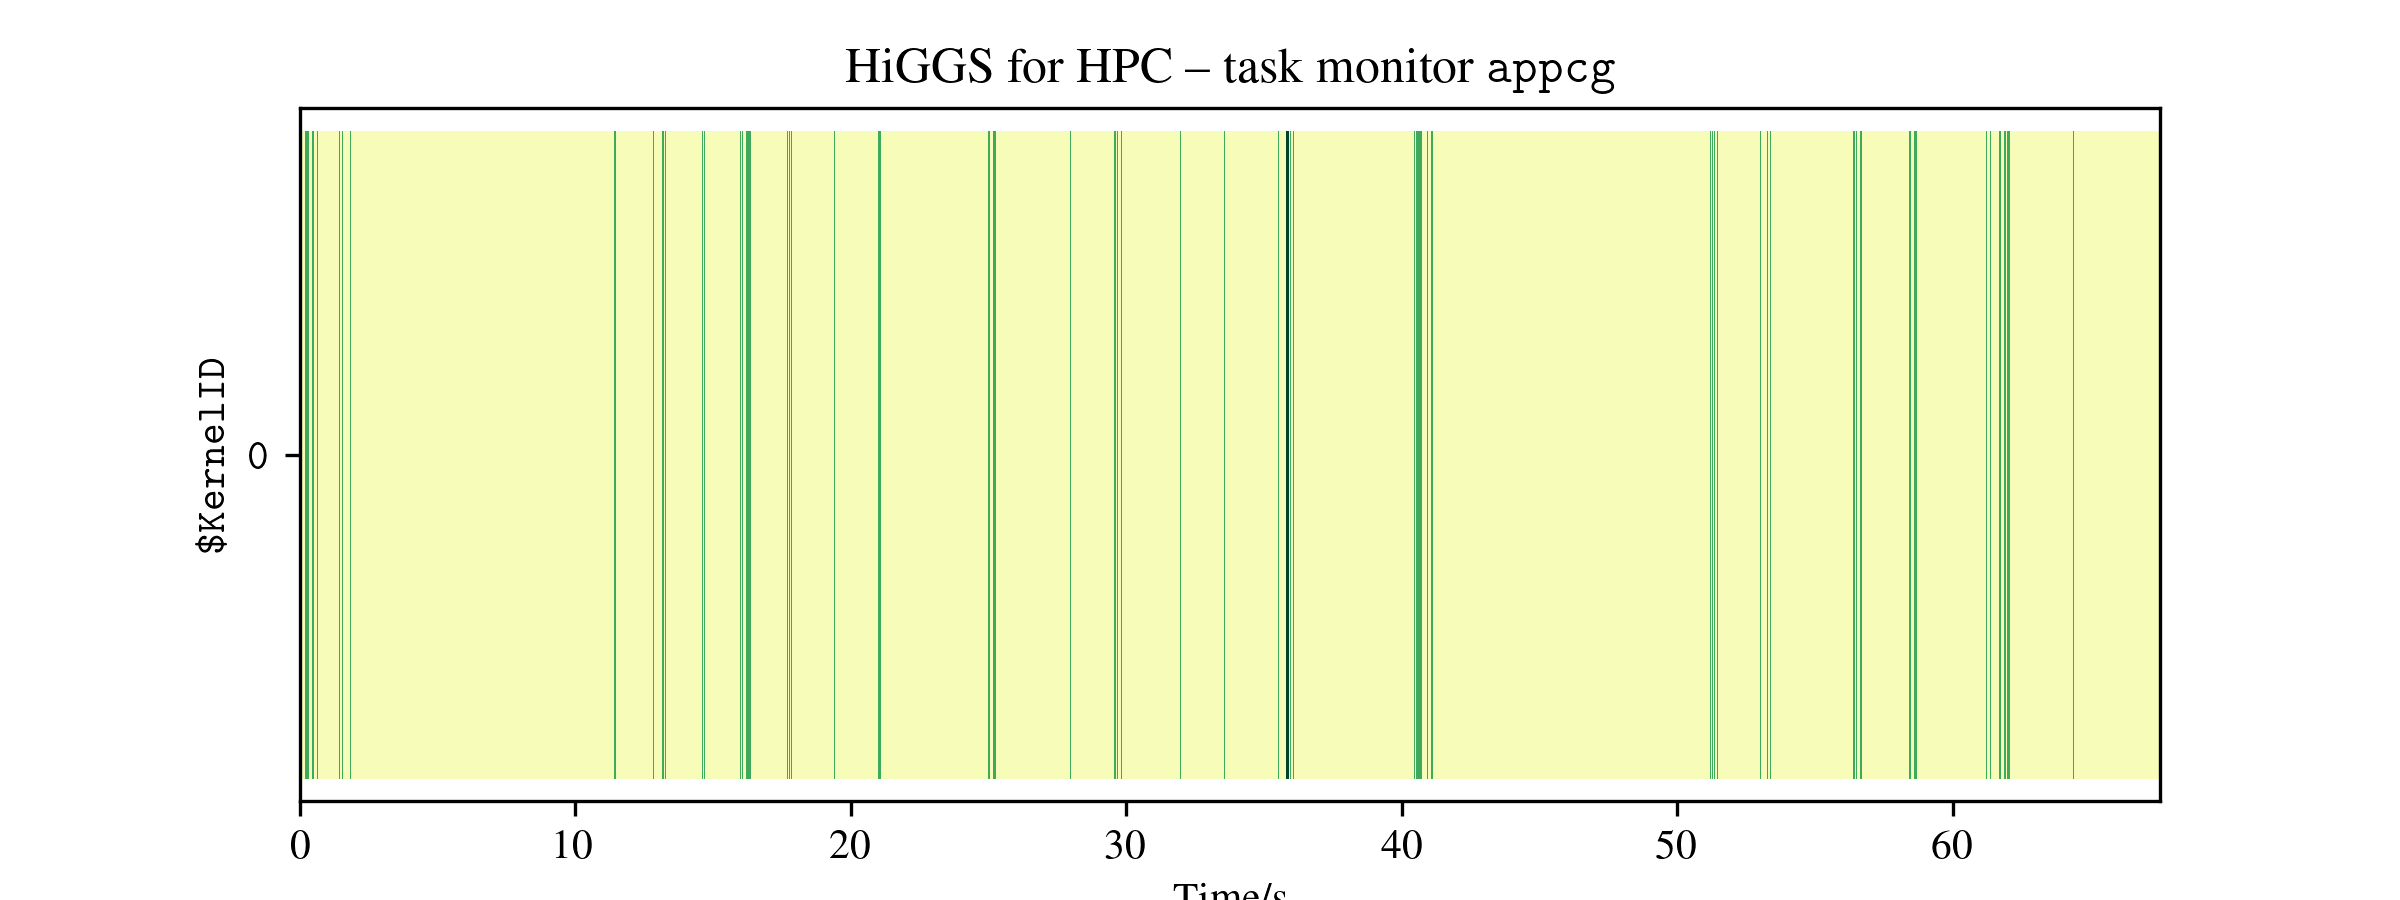 HiGGS for HPC – task monitor appcg
$KernelID
0
0 10 20 30 40 50 60
Time/s